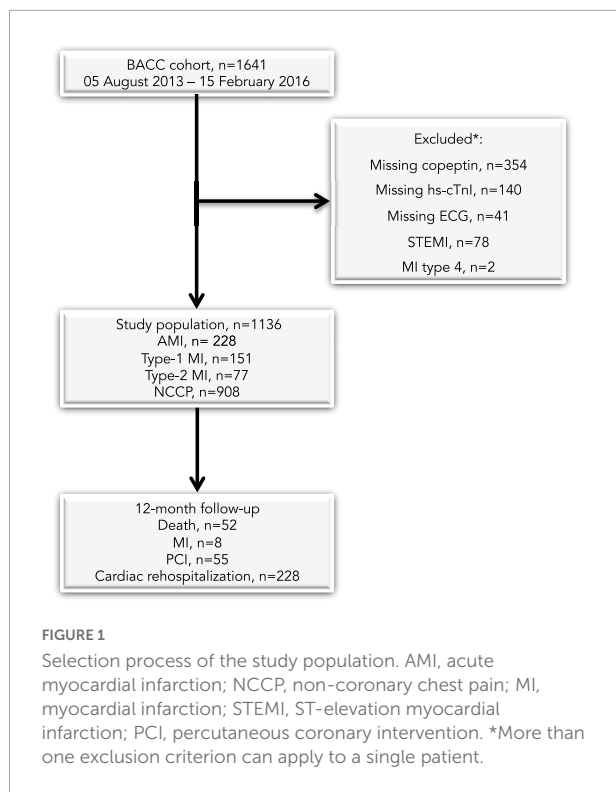 BACC cohort, n=1641
05 August 2013 – 15 February 2016
Excluded*:
Missing copeptin, n=354
Missing hs-cTnI, n=140
Missing ECG, n=41
STEMI, n=78
MI type 4, n=2
Study population, n=1136
AMI, n= 228
Type-1 MI, n=151
Type-2 MI, n=77
NCCP, n=908
12-month follow-up
Death, n=52
MI, n=8
PCI, n=55
Cardiac rehospitalization, n=228
FIGURE 1
Selection process of the study population. AMI, acute
myocardial infarction; NCCP, non-coronary chest pain; MI,
myocardial infarction; STEMI, ST-elevation myocardial
infarction; PCI, percutaneous coronary intervention. *More than
one exclusion criterion can apply to a single patient.